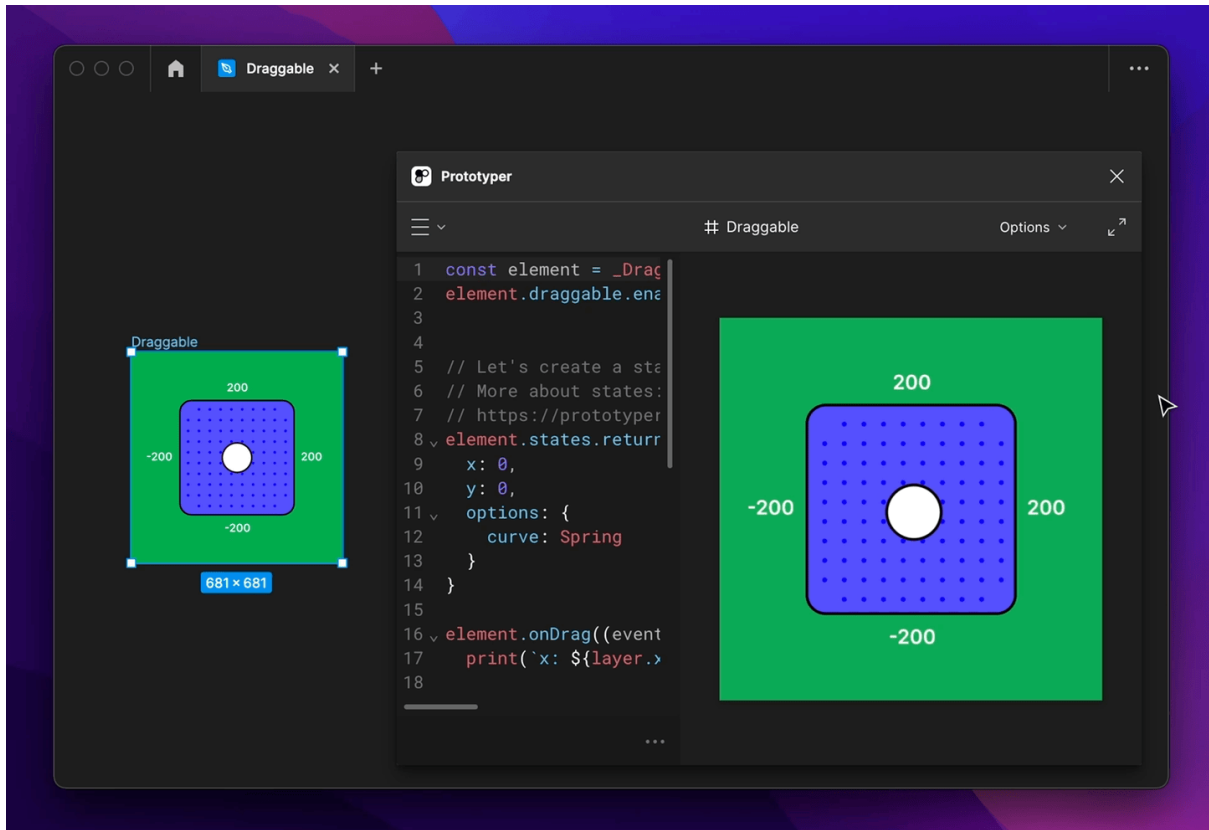 Draggable
Prototyper
Draggable
Options
1 const element = _Drag
2 element.draggable.ena
3
4
5 // Let's create a sta
6 // More about states:
7 // https://prototyper
8 element.states.return
9 x: 0,
10 y: 0,
11 options: {
12 curve: Spring
13 }
14 }
15
16 element.onDrag((event
17 print(`x: ${layer.x
18
Draggable
200
-200
200
-200
681 × 681
200
-200
200
-200